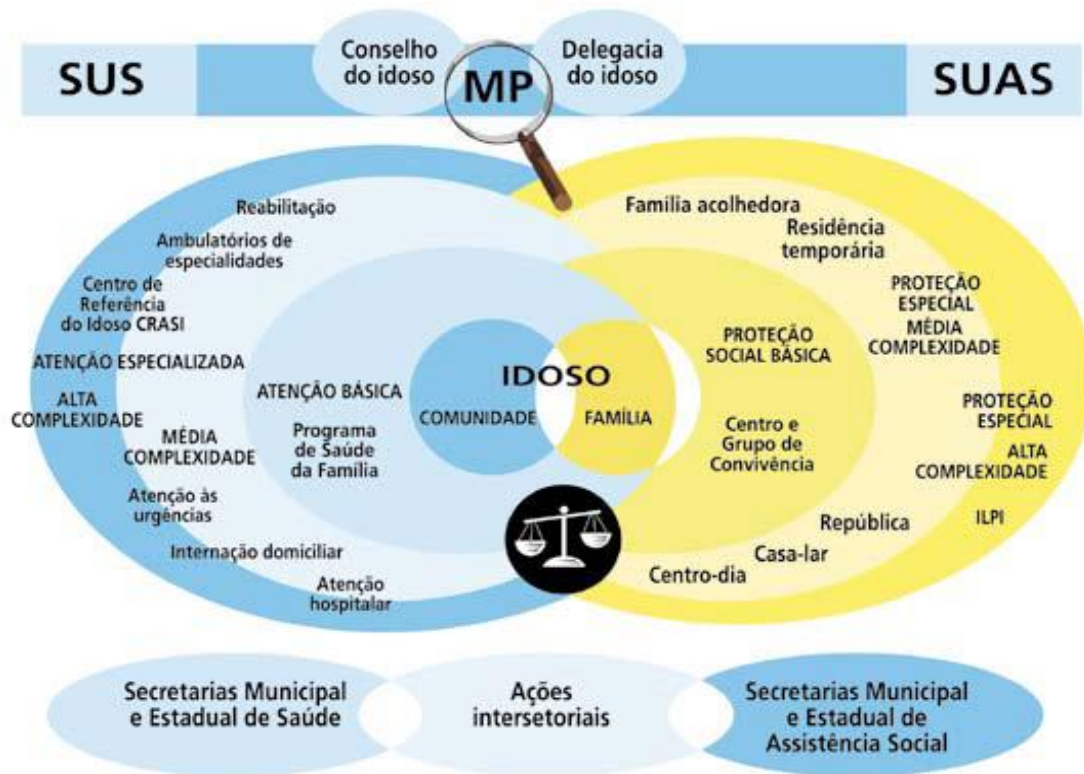 SUS
Conselho
do idoso
MP
Delegacia
do idoso
SUAS
Reabilitação
Ambulatórios de
especialidades
Centro de
Referência
do Idoso CRASI
ATENÇÃO ESPECIALIZADA
ALTA
COMPLEXIDADE
MÉDIA
COMPLEXIDADE
Atenção às
urgências
Internação domiciliar
Atenção
hospitalar
ATENÇÃO BÁSICA
Programa
de Saúde
da Família
IDOSO
COMUNIDADE
FAMÍLIA
PROTEÇÃO
SOCIAL BÁSICA
Centro e
Grupo de
Convivência
Família acolhedora
Residência
temporária
PROTEÇÃO
ESPECIAL
MÉDIA
COMPLEXIDADE
PROTEÇÃO
ESPECIAL
ALTA
COMPLEXIDADE
ILPI
República
Casa-lar
Centro-dia
Secretarias Municipal
e Estadual de Saúde
Ações
intersetoriais
Secretarias Municipal
e Estadual de
Assistência Social